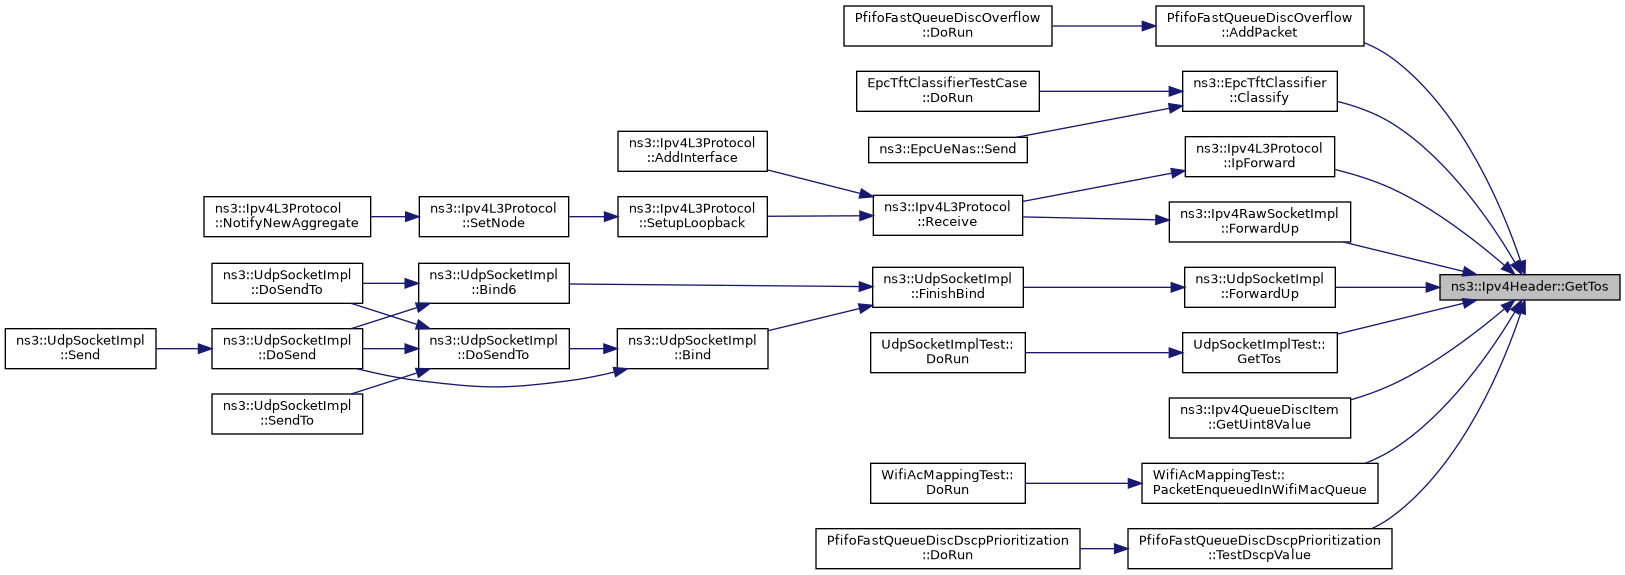 PfifoFastQueueDiscOverflow
::DoRun
PfifoFastQueueDiscOverflow
::AddPacket
EpcTftClassifierTestCase
::DoRun
ns3::EpcTftClassifier
::Classify
ns3::EpcUeNas::Send
ns3::Ipv4L3Protocol
::AddInterface
ns3::Ipv4L3Protocol
::IpForward
ns3::Ipv4L3Protocol
::NotifyNewAggregate
ns3::Ipv4L3Protocol
::SetNode
ns3::Ipv4L3Protocol
::SetupLoopback
ns3::Ipv4L3Protocol
::Receive
ns3::Ipv4RawSocketImpl
::ForwardUp
ns3::UdpSocketImpl
::DoSendTo
ns3::UdpSocketImpl
::Bind6
ns3::UdpSocketImpl
::FinishBind
ns3::UdpSocketImpl
::ForwardUp
ns3::Ipv4Header::GetTos
ns3::UdpSocketImpl
::Send
ns3::UdpSocketImpl
::DoSend
ns3::UdpSocketImpl
::DoSendTo
ns3::UdpSocketImpl
::Bind
UdpSocketImplTest::
DoRun
UdpSocketImplTest::
GetTos
ns3::UdpSocketImpl
::SendTo
ns3::Ipv4QueueDiscItem
::GetUint8Value
WifiAcMappingTest::
DoRun
WifiAcMappingTest::
PacketEnqueuedInWifiMacQueue
PfifoFastQueueDiscDscpPrioritization
::DoRun
PfifoFastQueueDiscDscpPrioritization
::TestDscpValue